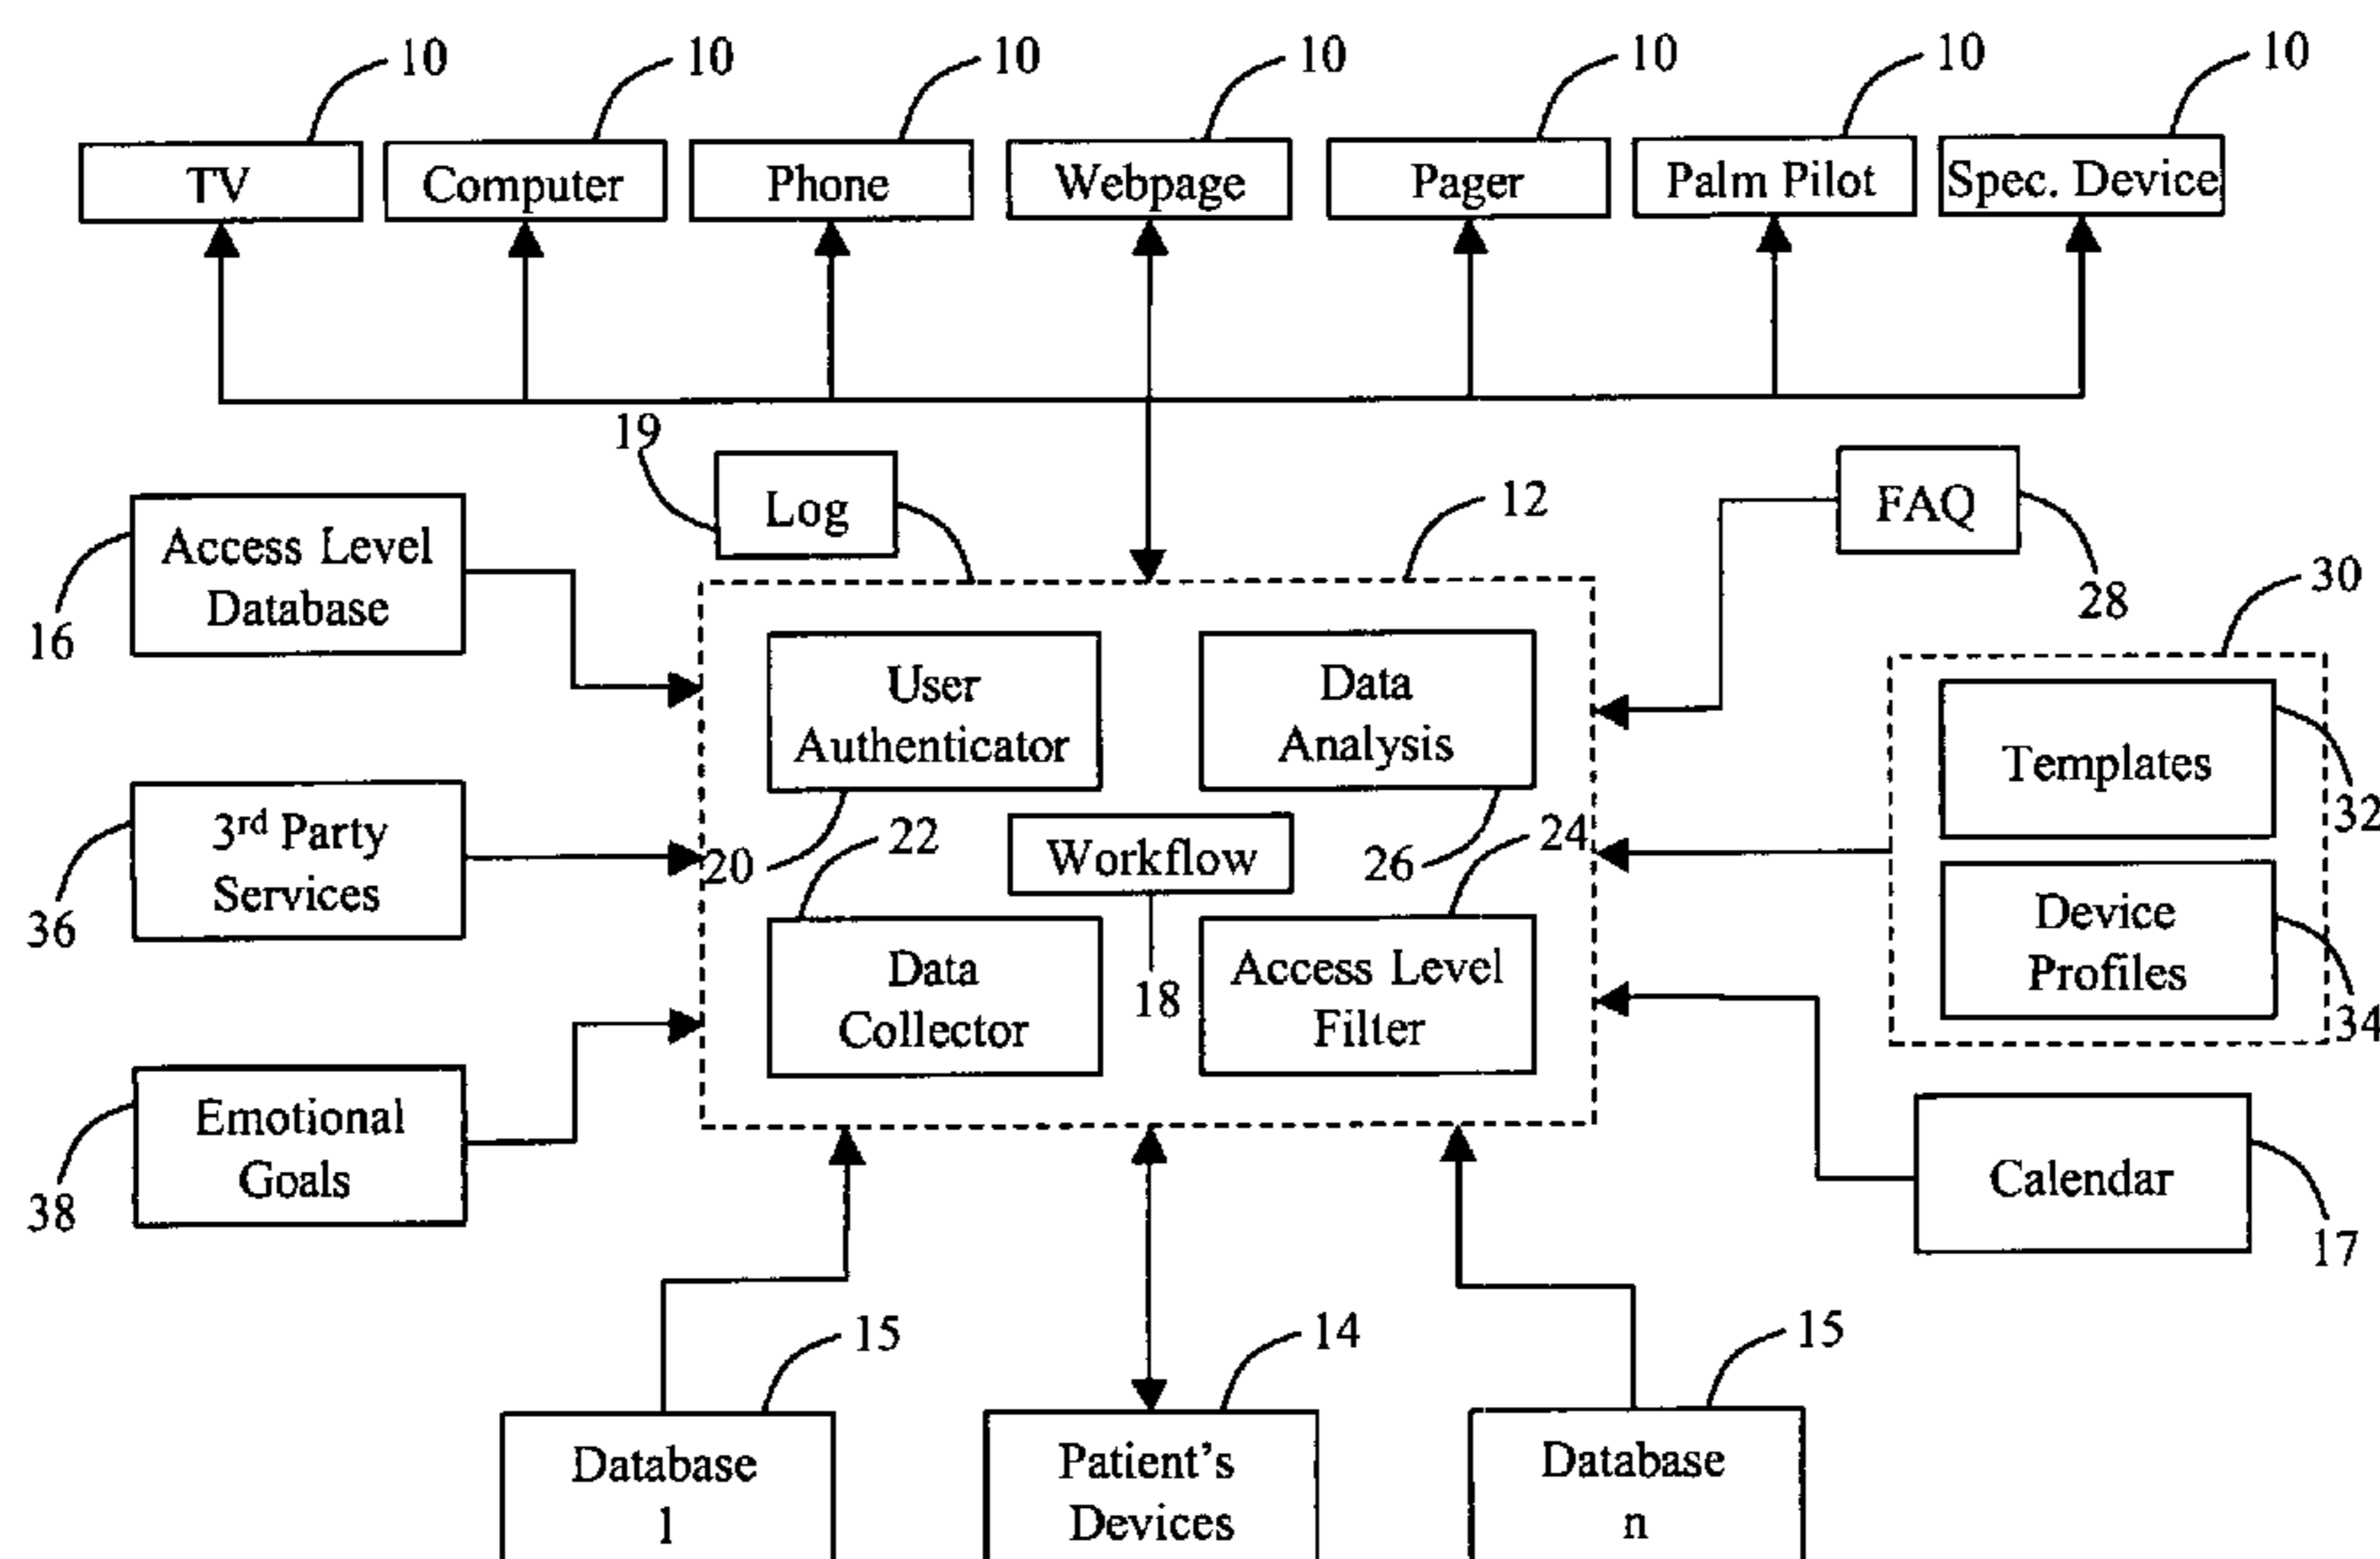 10 10 10 10 10 10 10
TV Computer Phone Webpage Pager Palm Pilot Spec. Device
19
Log
12
FAQ
28
Access Level
Database
16
30
User
Authenticator
Data
Analysis
Templates
32
3rd Party
Services
36
20
22
Workflow
18
26
24
Device
Profiles
34
Data
Collector
Access Level
Filter
Emotional
Goals
38
Calendar
17
15
14
15
Database
1
Patient's
Devices
Database
n